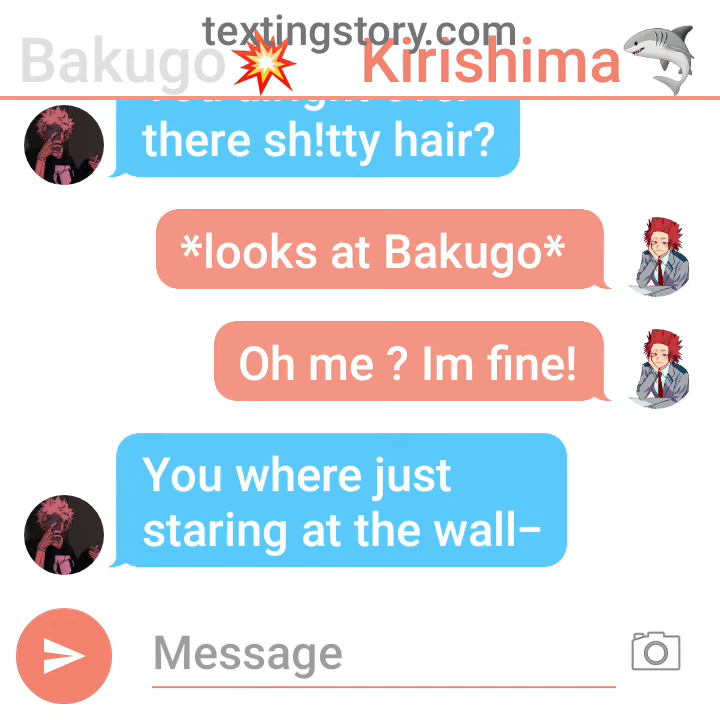 textingstory.com
Bakugo Kirishima
there sh!tty hair?
*looks at Bakugo*
Oh me ? Im fine!
You where just
staring at the wall–
Message